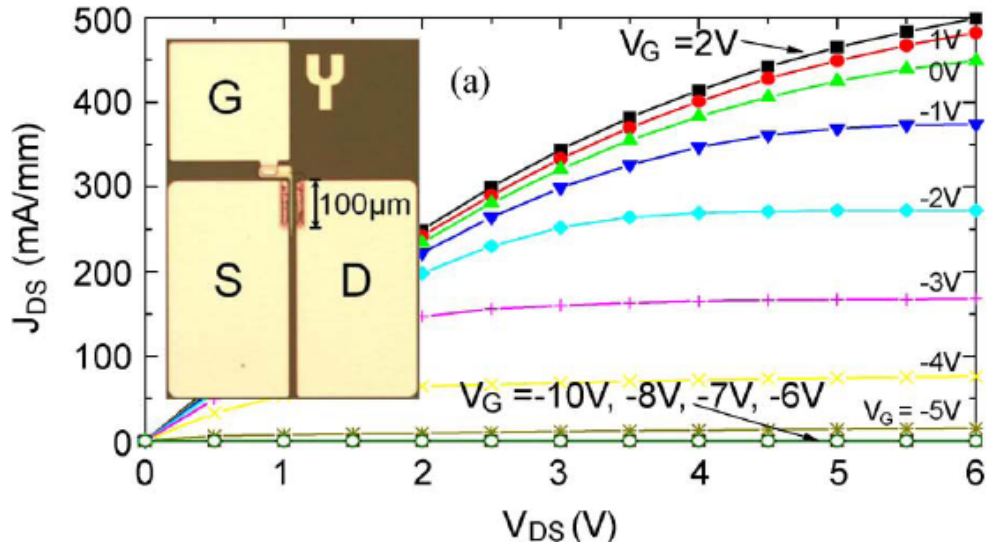 500
400
300
200
100
0
J_DS (mA/mm)
0 1 2 3 4 5 6
V_DS (V)
(a)
G
S
D
100μm
V_G =2V
1V
0V
-1V
-2V
-3V
-4V
V_G = -5V
V_G =-10V, -8V, -7V, -6V